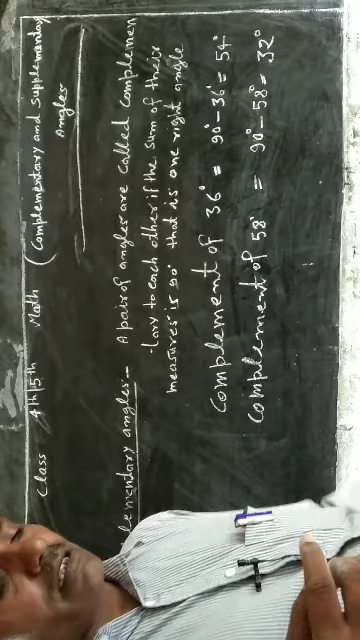 Class 4th/5th Math (Complementary and Supplementary
Angles
lementary angles- A pair of angles are called complemen
-tary to each other if the sum of their
measures is 90° that is one right angle
Complement of 36° = 90°-36° = 54°
Complement of 58° = 90°-58° = 32°